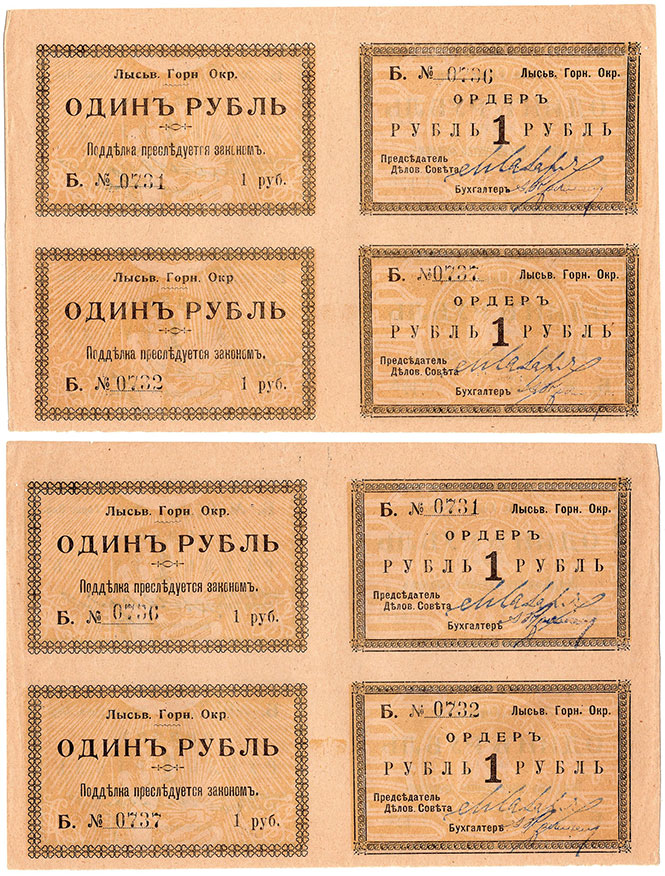 Лысьв. Горн. Окр.
ОДИНЪ РУБЛЬ
Поддѣлка преслѣдуется закономъ.
Б. № 0731 1 руб.
Б. № 0736 Лысьв. Горн. Окр.
ОРДЕРЪ
РУБЛЬ 1 РУБЛЬ
Предсѣдатель
Дѣлов. Совѣта
Бухгалтеръ
Лысьв. Горн. Окр.
ОДИНЪ РУБЛЬ
Поддѣлка преслѣдуется закономъ.
Б. № 0732 1 руб.
Б. № 0737 Лысьв. Горн. Окр.
ОРДЕРЪ
РУБЛЬ 1 РУБЛЬ
Предсѣдатель
Дѣлов. Совѣта
Бухгалтеръ
Лысьв. Горн. Окр.
ОДИНЪ РУБЛЬ
Поддѣлка преслѣдуется закономъ.
Б. № 0736 1 руб.
Б. № 0731 Лысьв. Горн. Окр.
ОРДЕРЪ
РУБЛЬ 1 РУБЛЬ
Предсѣдатель
Дѣлов. Совѣта
Бухгалтеръ
Лысьв. Горн. Окр.
ОДИНЪ РУБЛЬ
Поддѣлка преслѣдуется закономъ.
Б. № 0737 1 руб.
Б. № 0732 Лысьв. Горн. Окр.
ОРДЕРЪ
РУБЛЬ 1 РУБЛЬ
Предсѣдатель
Дѣлов. Совѣта
Бухгалтеръ